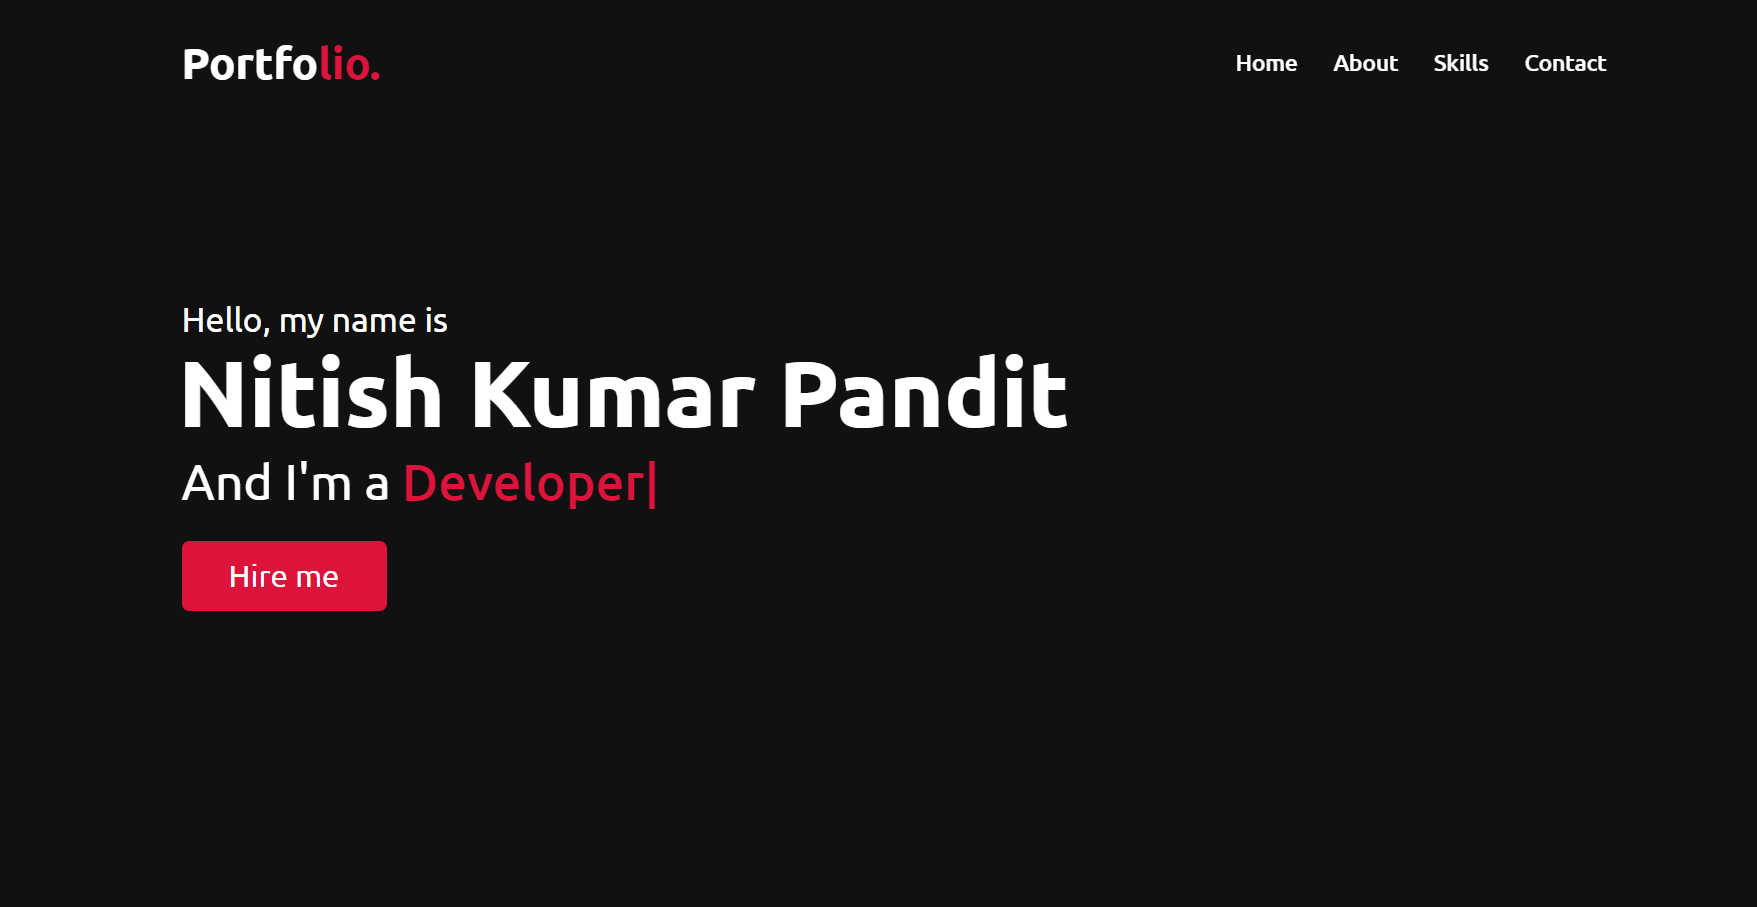 Portfolio.
Home About Skills Contact
Hello, my name is
Nitish Kumar Pandit
And I'm a Developer|
Hire me